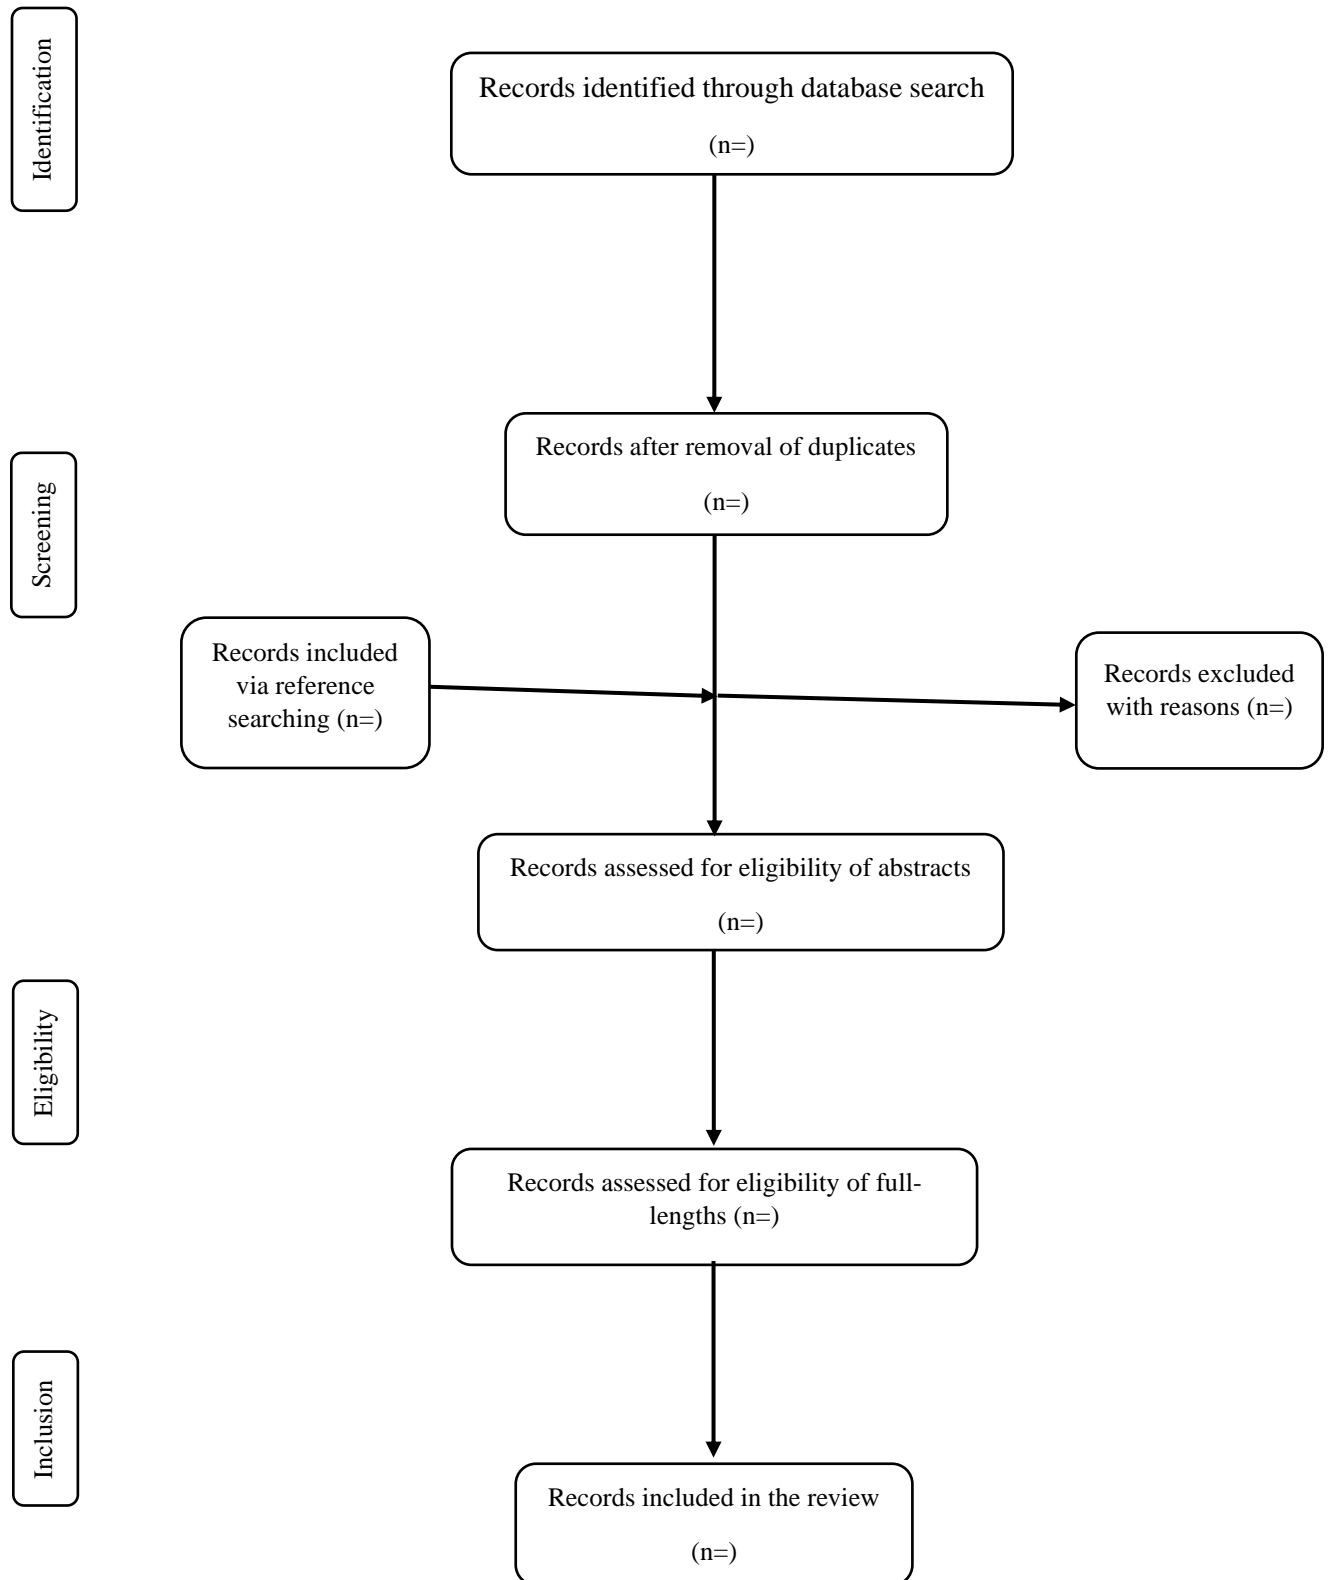 Identification
Records identified through database search
(n=)
Records after removal of duplicates
(n=)
Screening
Records included
via reference
searching (n=)
Records excluded
with reasons (n=)
Records assessed for eligibility of abstracts
(n=)
Eligibility
Records assessed for eligibility of full-
lengths (n=)
Inclusion
Records included in the review
(n=)